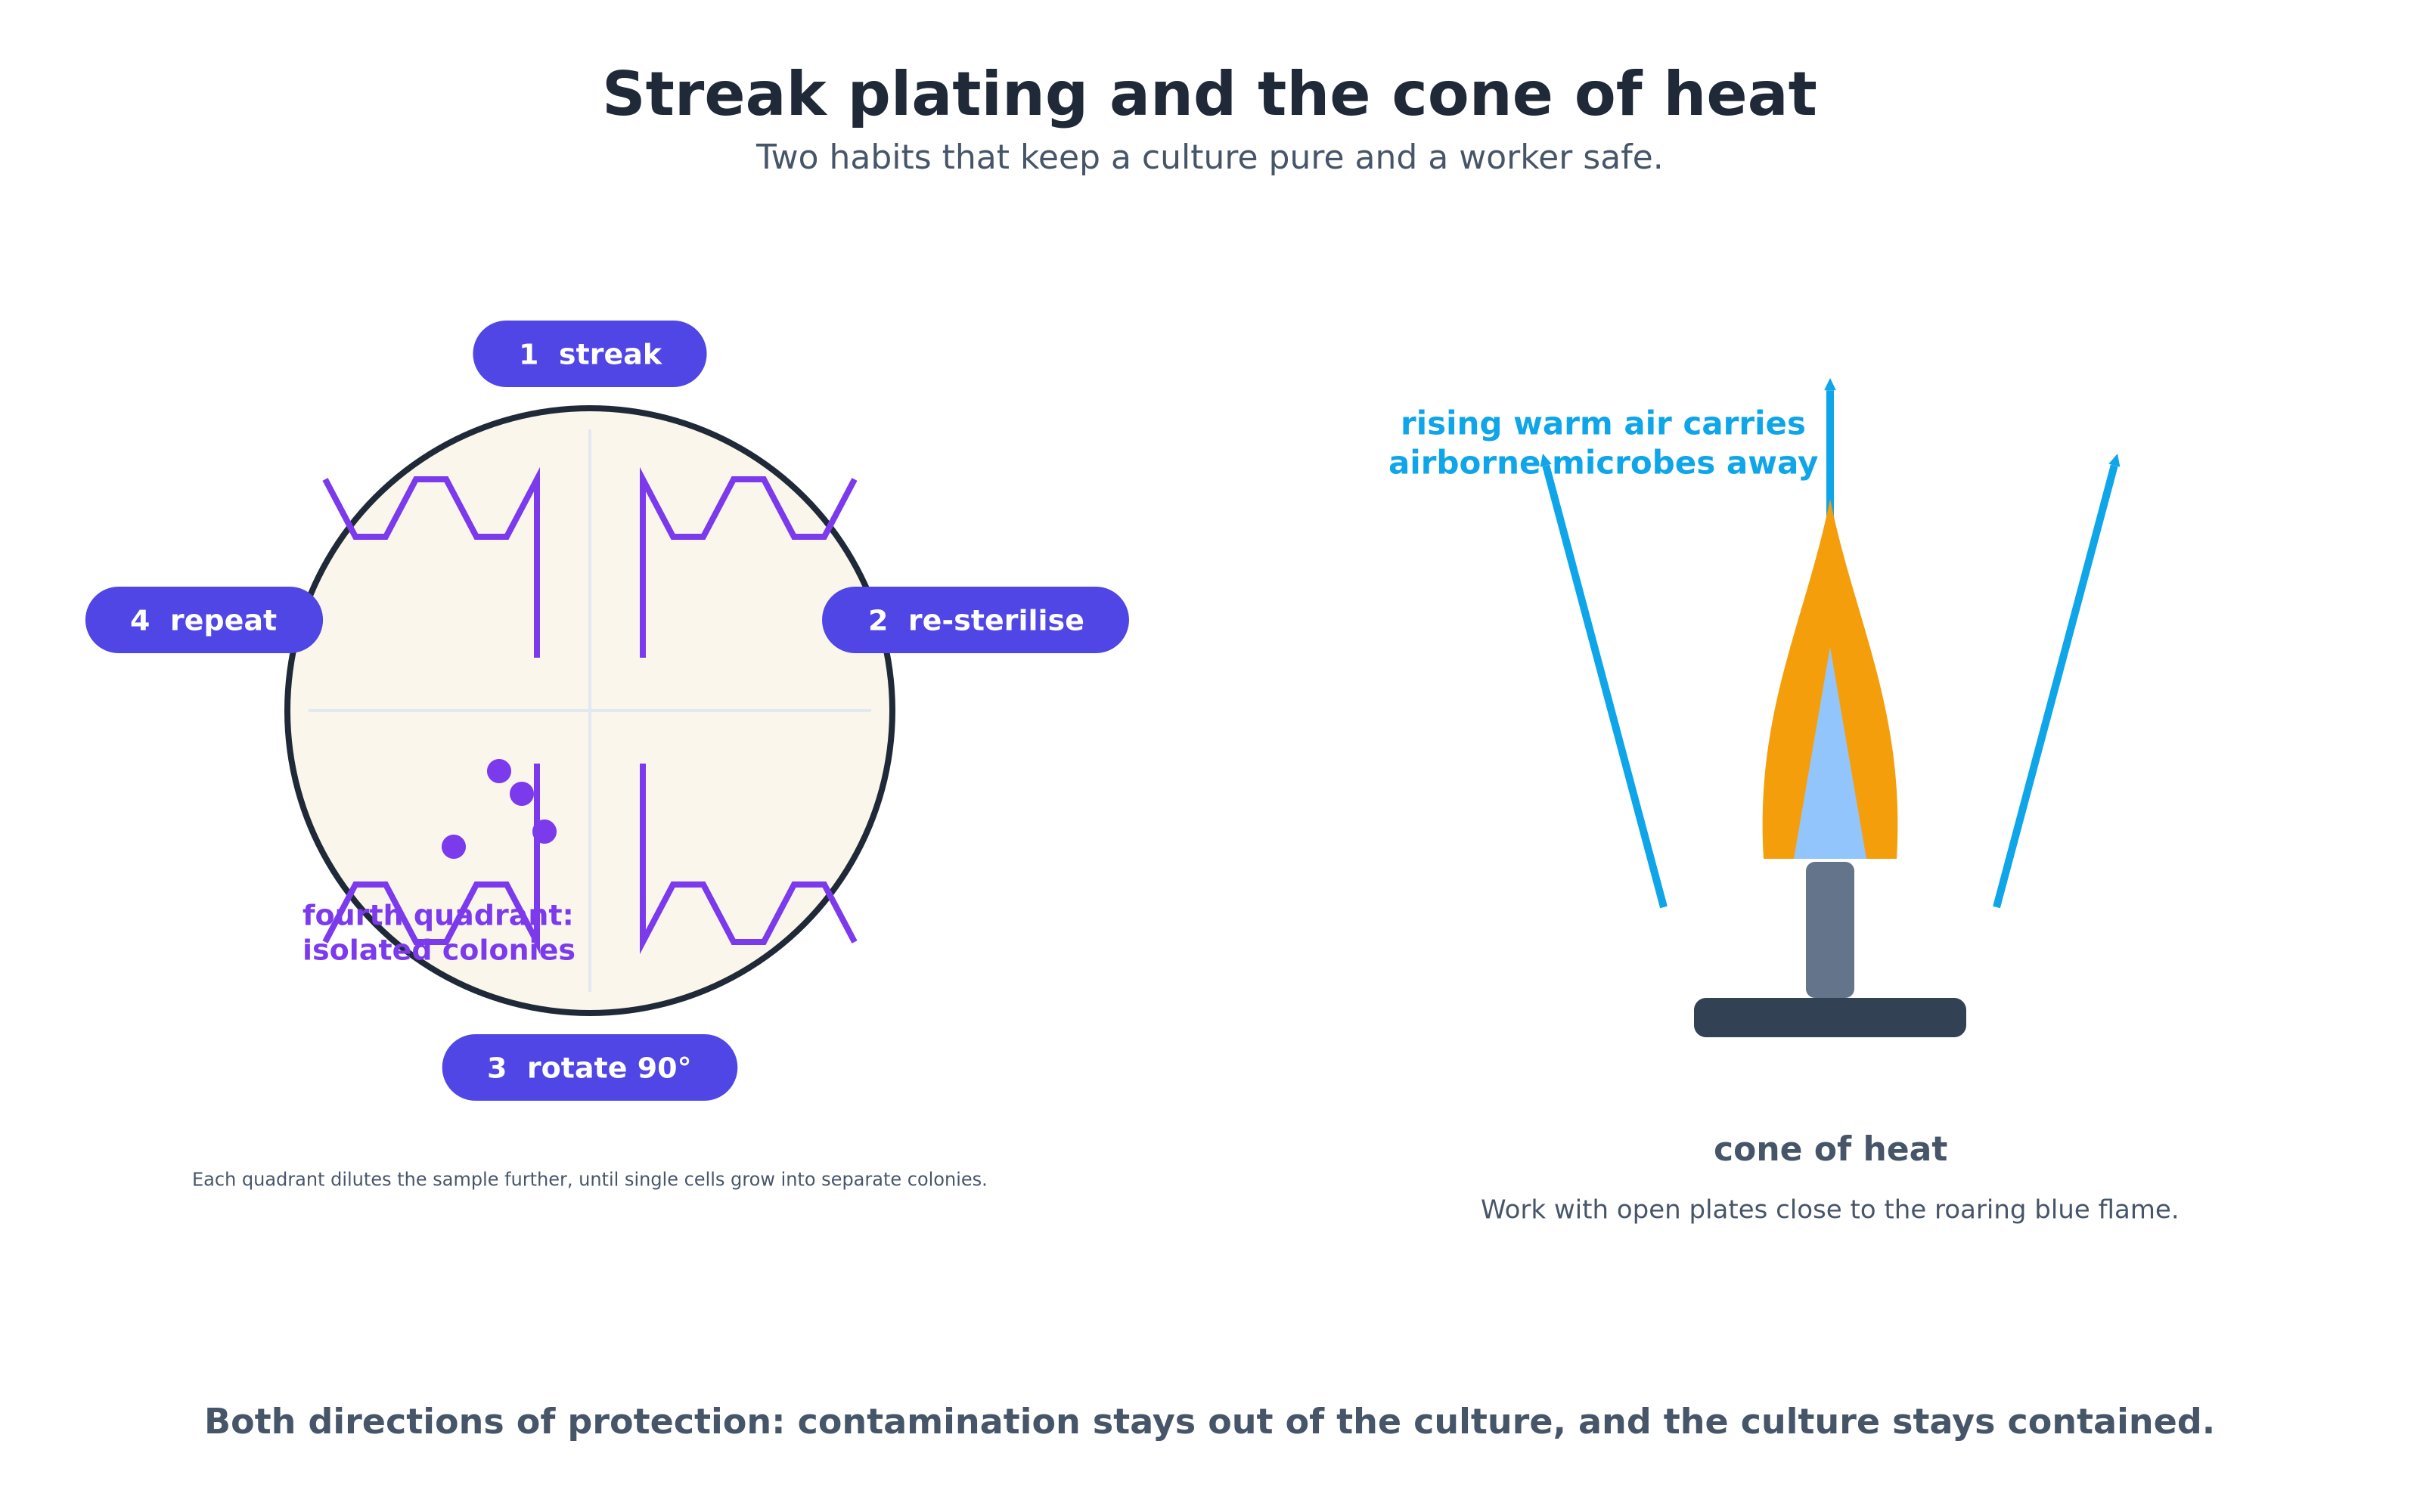 Streak plating and the cone of heat
Two habits that keep a culture pure and a worker safe.
1 streak
4 repeat
2 re-sterilise
fourth quadrant:
isolated colonies
3 rotate 90°
Each quadrant dilutes the sample further, until single cells grow into separate colonies.
rising warm air carries
airborne microbes away
cone of heat
Work with open plates close to the roaring blue flame.
Both directions of protection: contamination stays out of the culture, and the culture stays contained.